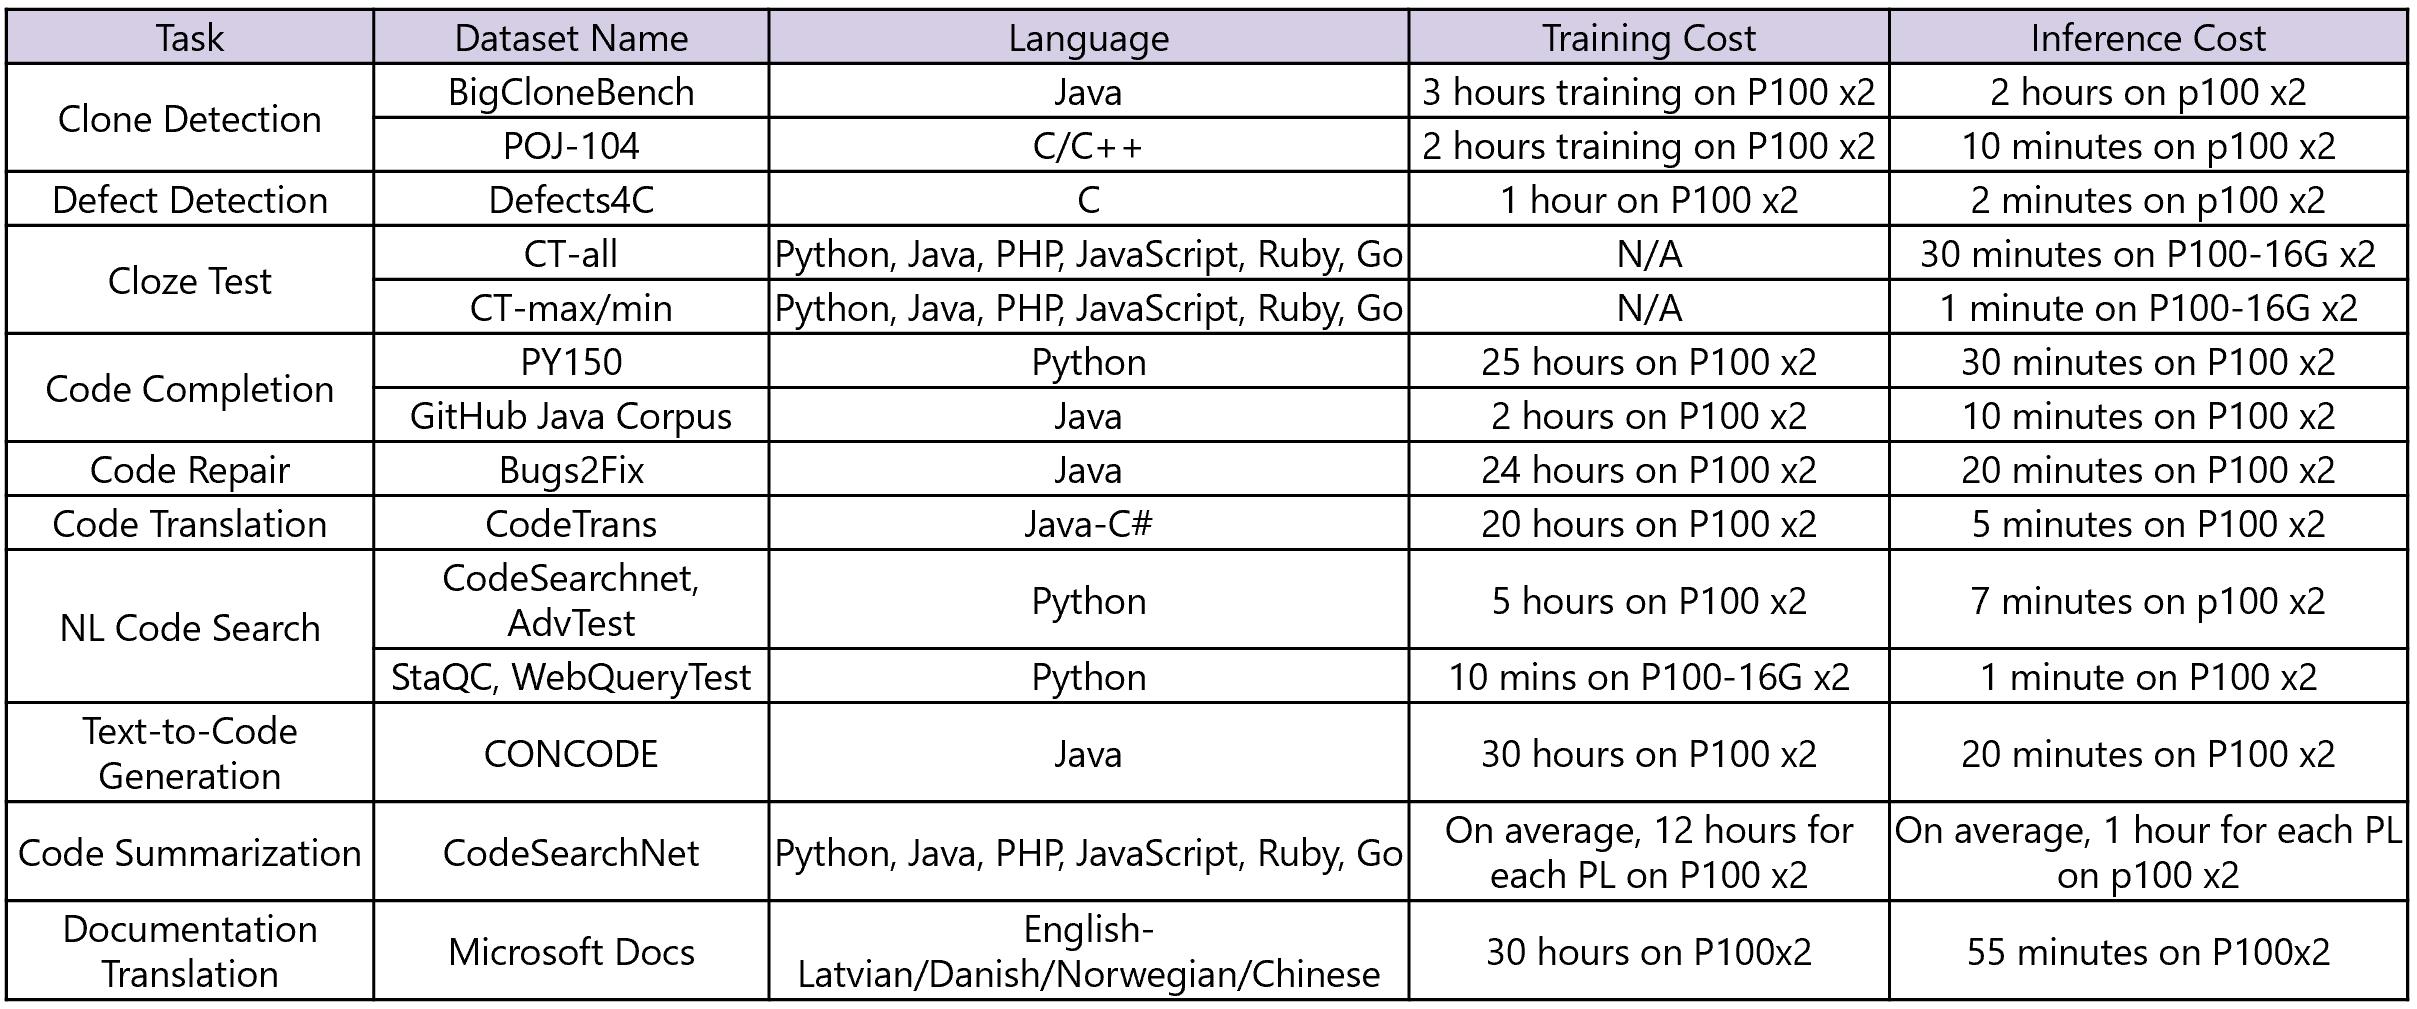 Task Dataset Name Language Training Cost Inference Cost
Clone Detection
BigCloneBench Java 3 hours training on P100 x2 2 hours on p100 x2
POJ-104 C/C++ 2 hours training on P100 x2 10 minutes on p100 x2
Defect Detection Defects4C C 1 hour on P100 x2 2 minutes on p100 x2
Cloze Test
CT-all Python, Java, PHP, JavaScript, Ruby, Go N/A 30 minutes on P100-16G x2
CT-max/min Python, Java, PHP, JavaScript, Ruby, Go N/A 1 minute on P100-16G x2
Code Completion
PY150 Python 25 hours on P100 x2 30 minutes on P100 x2
GitHub Java Corpus Java 2 hours on P100 x2 10 minutes on P100 x2
Code Repair Bugs2Fix Java 24 hours on P100 x2 20 minutes on P100 x2
Code Translation CodeTrans Java-C# 20 hours on P100 x2 5 minutes on P100 x2
NL Code Search
CodeSearchnet,
AdvTest
Python 5 hours on P100 x2 7 minutes on p100 x2
StaQC, WebQueryTest Python 10 mins on P100-16G x2 1 minute on P100 x2
Text-to-Code
Generation
CONCODE Java 30 hours on P100 x2 20 minutes on P100 x2
Code Summarization CodeSearchNet Python, Java, PHP, JavaScript, Ruby, Go
On average, 12 hours for
each PL on P100 x2
On average, 1 hour for each PL
on p100 x2
Documentation
Translation
Microsoft Docs
English-
Latvian/Danish/Norwegian/Chinese
30 hours on P100x2 55 minutes on P100x2